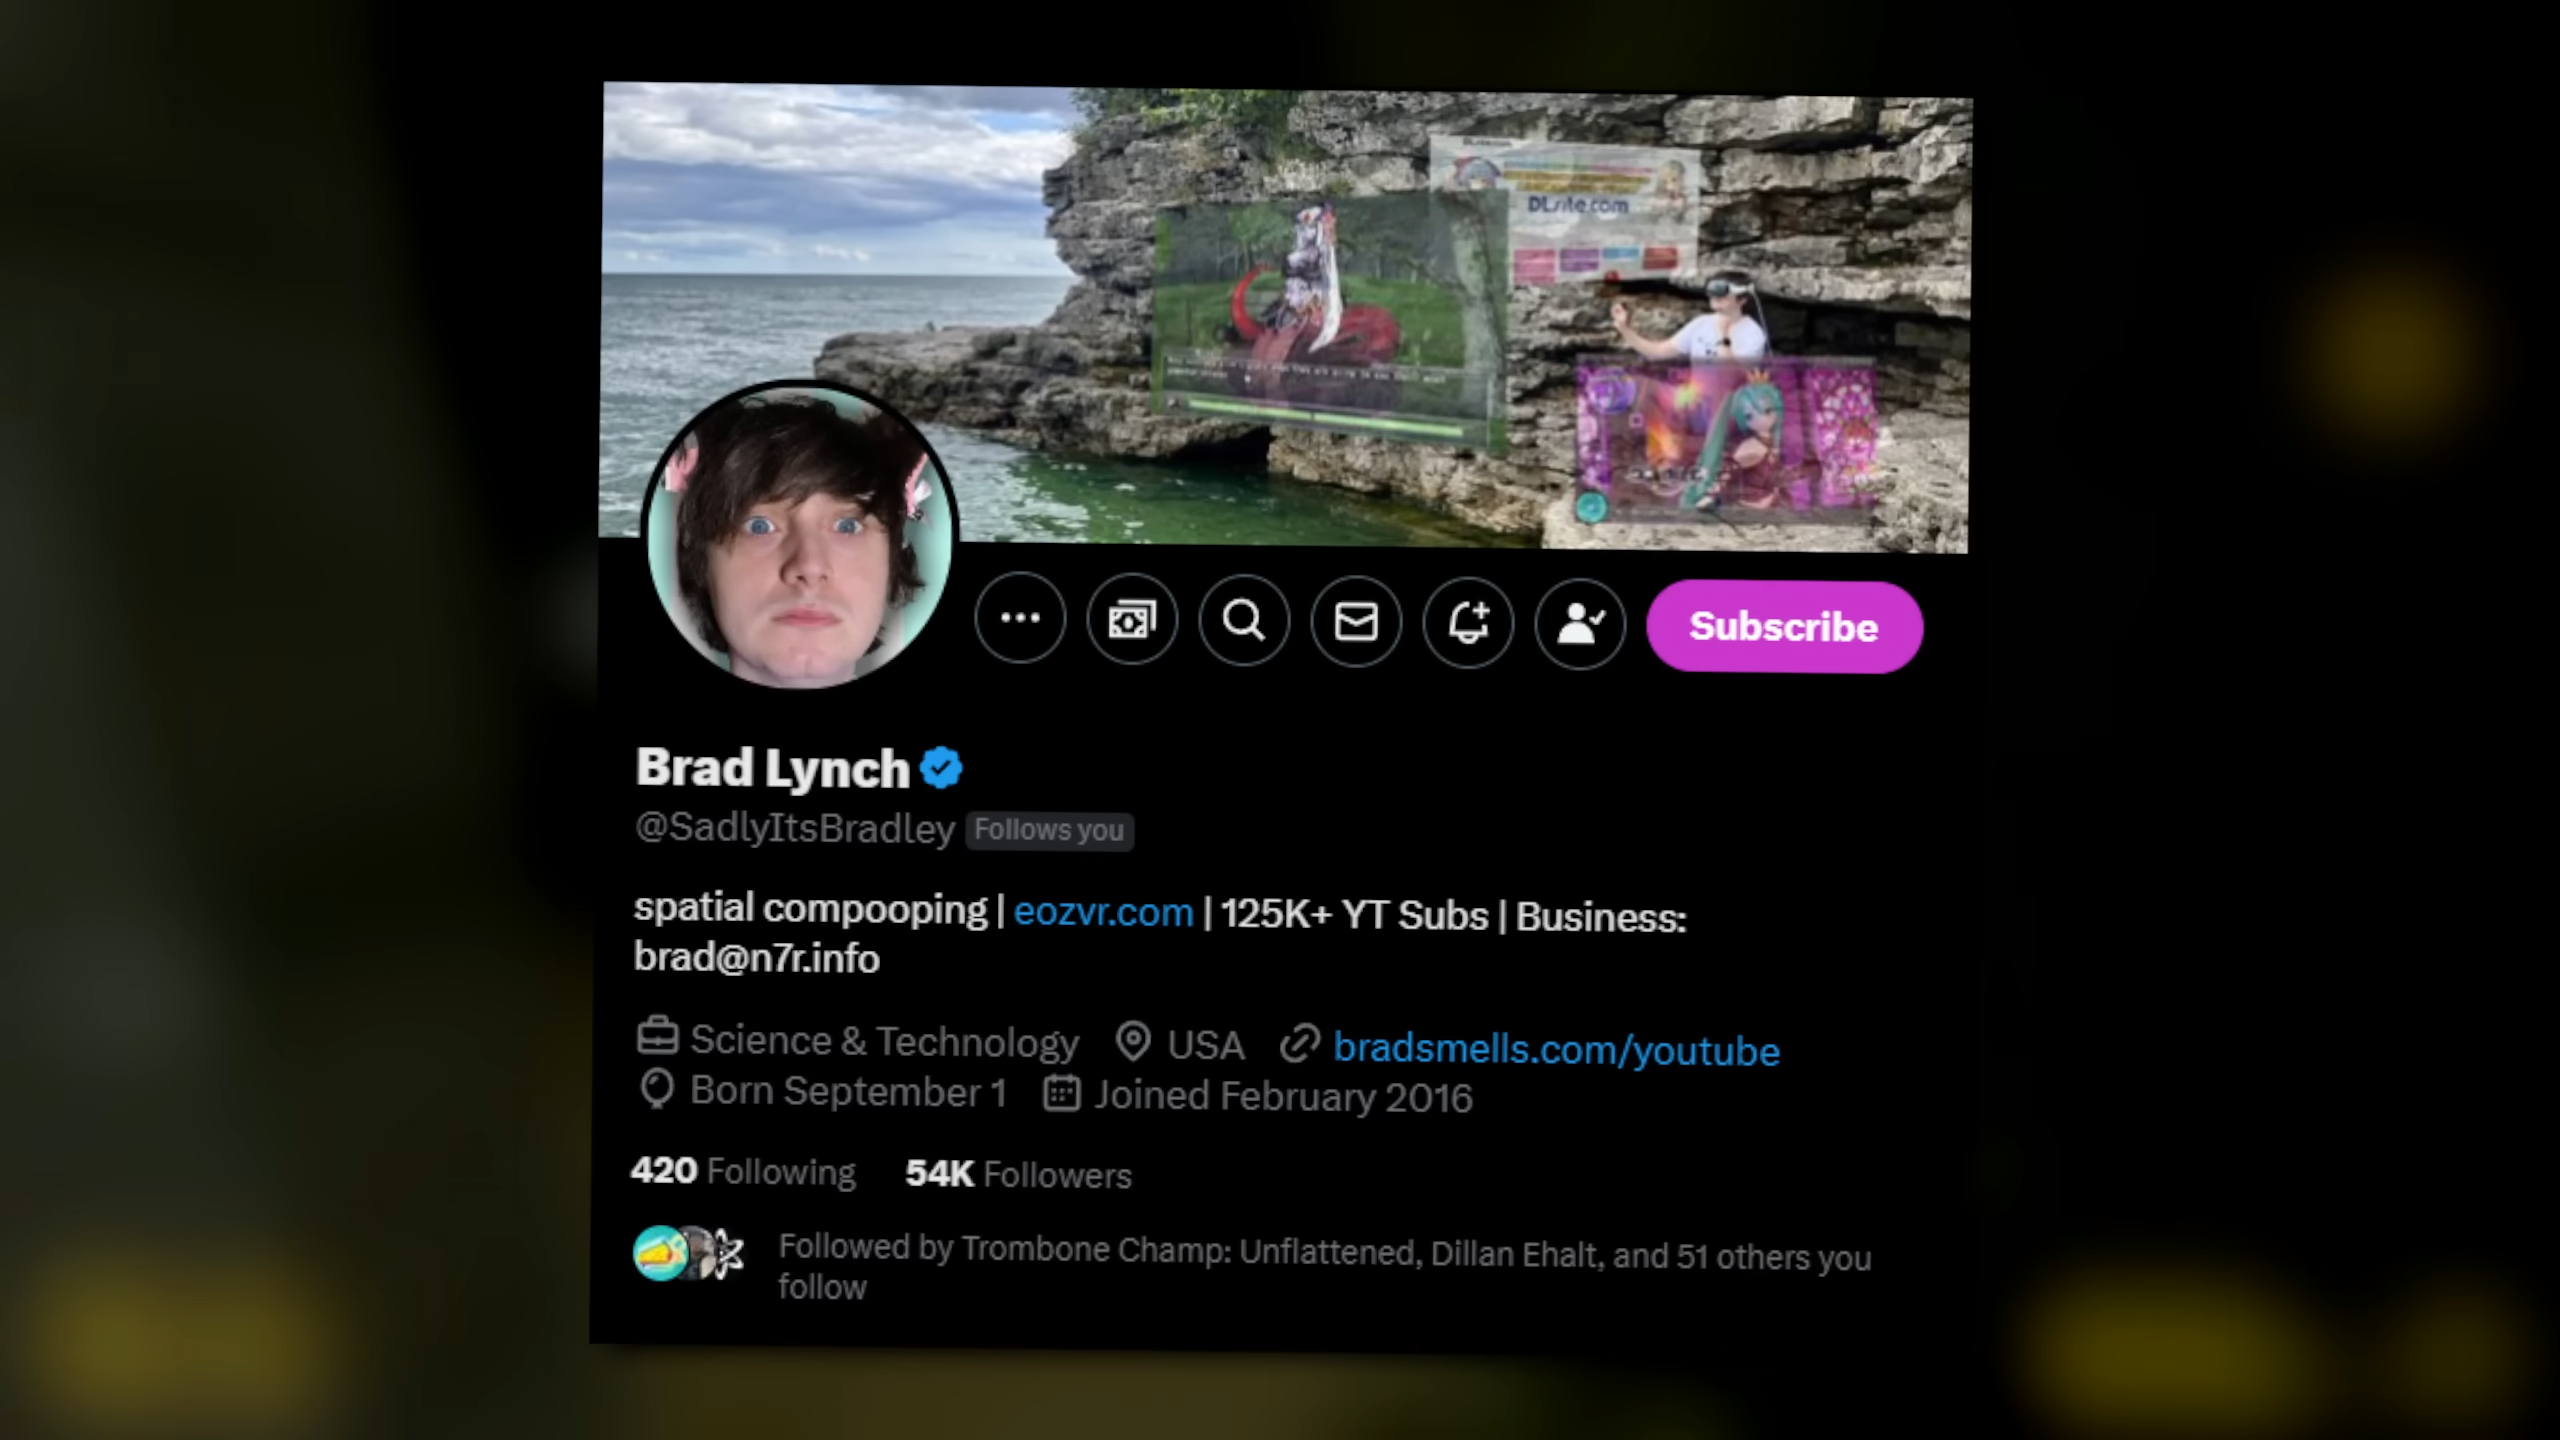 DLsite.com
Subscribe
Brad Lynch
@SadlyItsBradley Follows you
spatial compooping | eozvr.com | 125K+ YT Subs | Business:
brad@n7r.info
Science & Technology USA bradsmells.com/youtube
Born September 1 Joined February 2016
420 Following 54K Followers
Followed by Trombone Champ: Unflattened, Dillan Ehalt, and 51 others you
follow